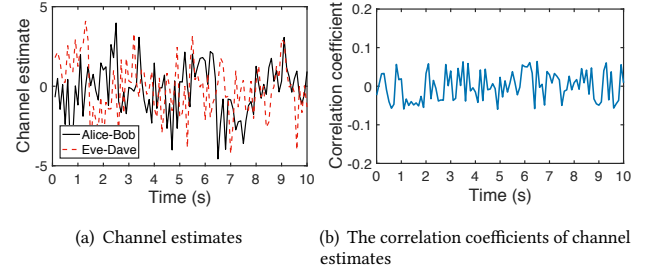 5
0
-5
Channel estimate
Alice-Bob
Eve-Dave
0 1 2 3 4 5 6 7 8 9 10
Time (s)
0.2
0.1
0
-0.1
-0.2
Correlation coefficient
0 1 2 3 4 5 6 7 8 9 10
Time (s)
(a) Channel estimates
(b) The correlation coefficients of channel
estimates